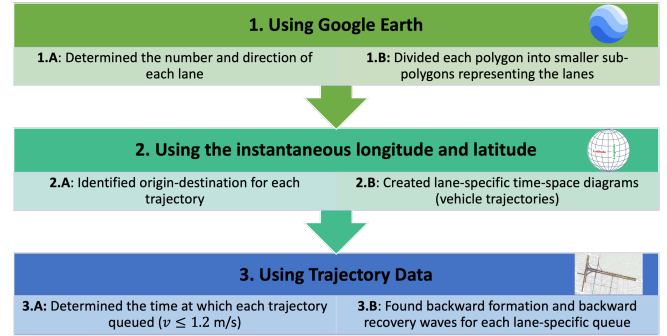 1. Using Google Earth
1.A: Determined the number and direction of
each lane
1.B: Divided each polygon into smaller sub-
polygons representing the lanes
2. Using the instantaneous longitude and latitude
2.A: Identified origin-destination for each
trajectory
2.B: Created lane-specific time-space diagrams
(vehicle trajectories)
3. Using Trajectory Data
3.A: Determined the time at which each trajectory
queued (v ≤ 1.2 m/s)
3.B: Found backward formation and backward
recovery waves for each lane-specific queue